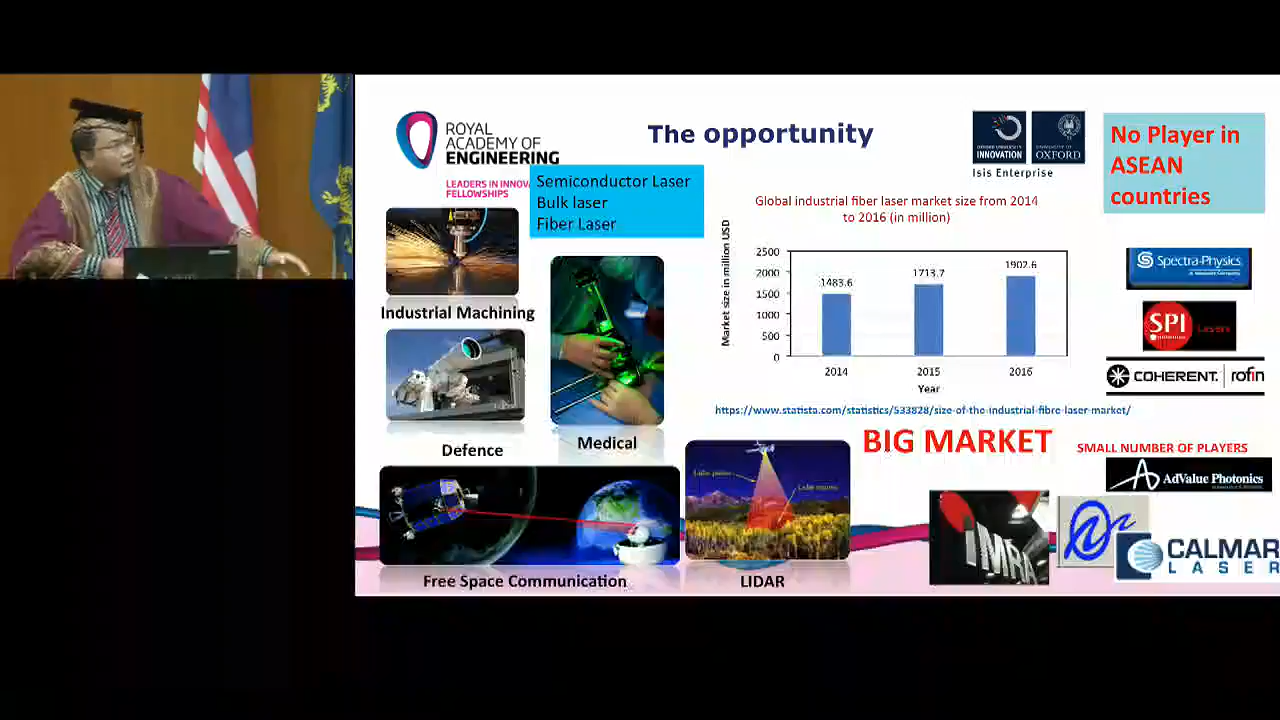 ROYAL
ACADEMY OF
ENGINEERING
LEADERS IN INNOV
FELLOWSHIPS
The opportunity
INNOVATION
OXFORD
Isis Enterprise
No Player in
ASEAN
countries
Semiconductor Laser
Bulk laser
Fiber Laser
Global industrial fiber laser market size from 2014
to 2016 (in million)
Market size in million USD
2500
2000
1500
1000
500
0
1483.6
1713.7
1902.6
2014
2015
2016
Year
https://www.statista.com/statistics/533828/size-of-the-industrial-fibre-laser-market/
Industrial Machining
Defence
Medical
Free Space Communication
LIDAR
BIG MARKET
SMALL NUMBER OF PLAYERS
Spectra-Physics
SPI Lasers
COHERENT. rofin
AdValue Photonics
IMRA
CALMAR
LASER